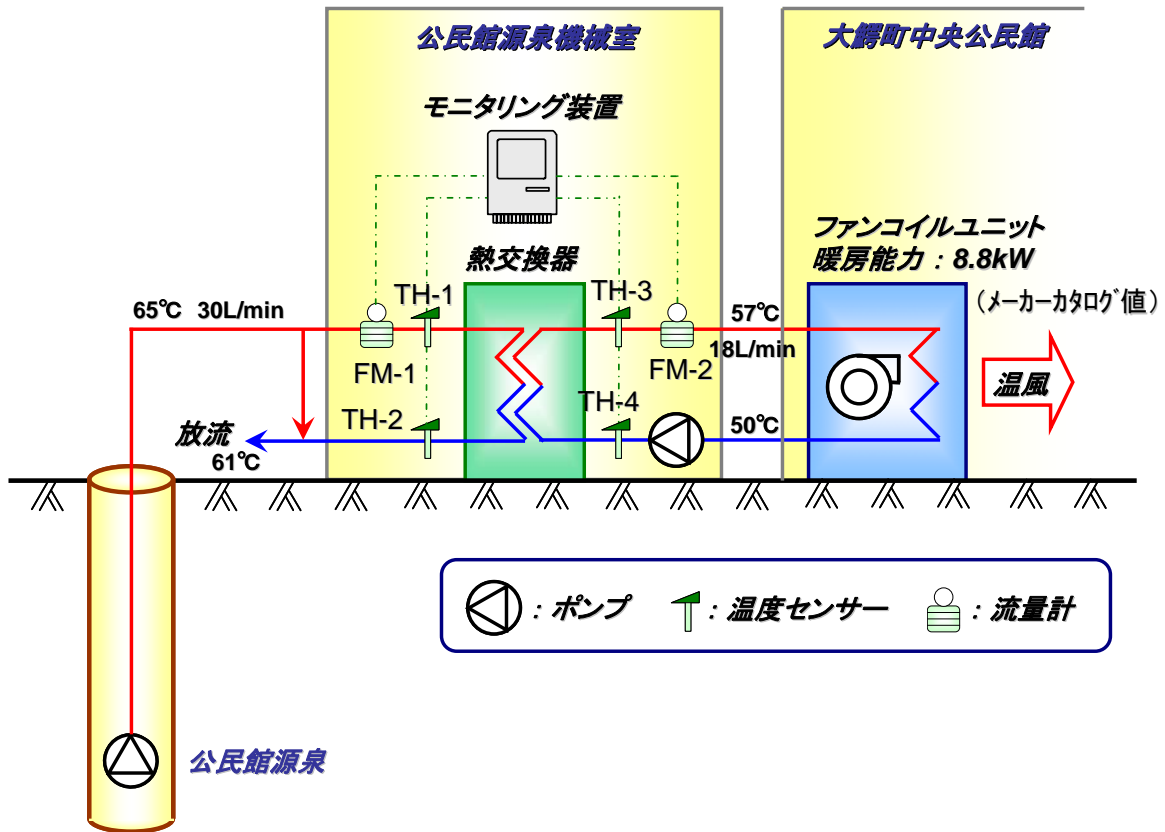 公民館源泉機械室
大鰐町中央公民館
モニタリング装置
ファンコイルユニット
暖房能力：8.8kW
(メーカーカタログ値)
熱交換器
TH-1
TH-3
65℃ 30L/min
57℃
18L/min
FM-1
FM-2
温風
TH-2
TH-4
放流
61℃
50℃
：ポンプ
：温度センサー
：流量計
公民館源泉